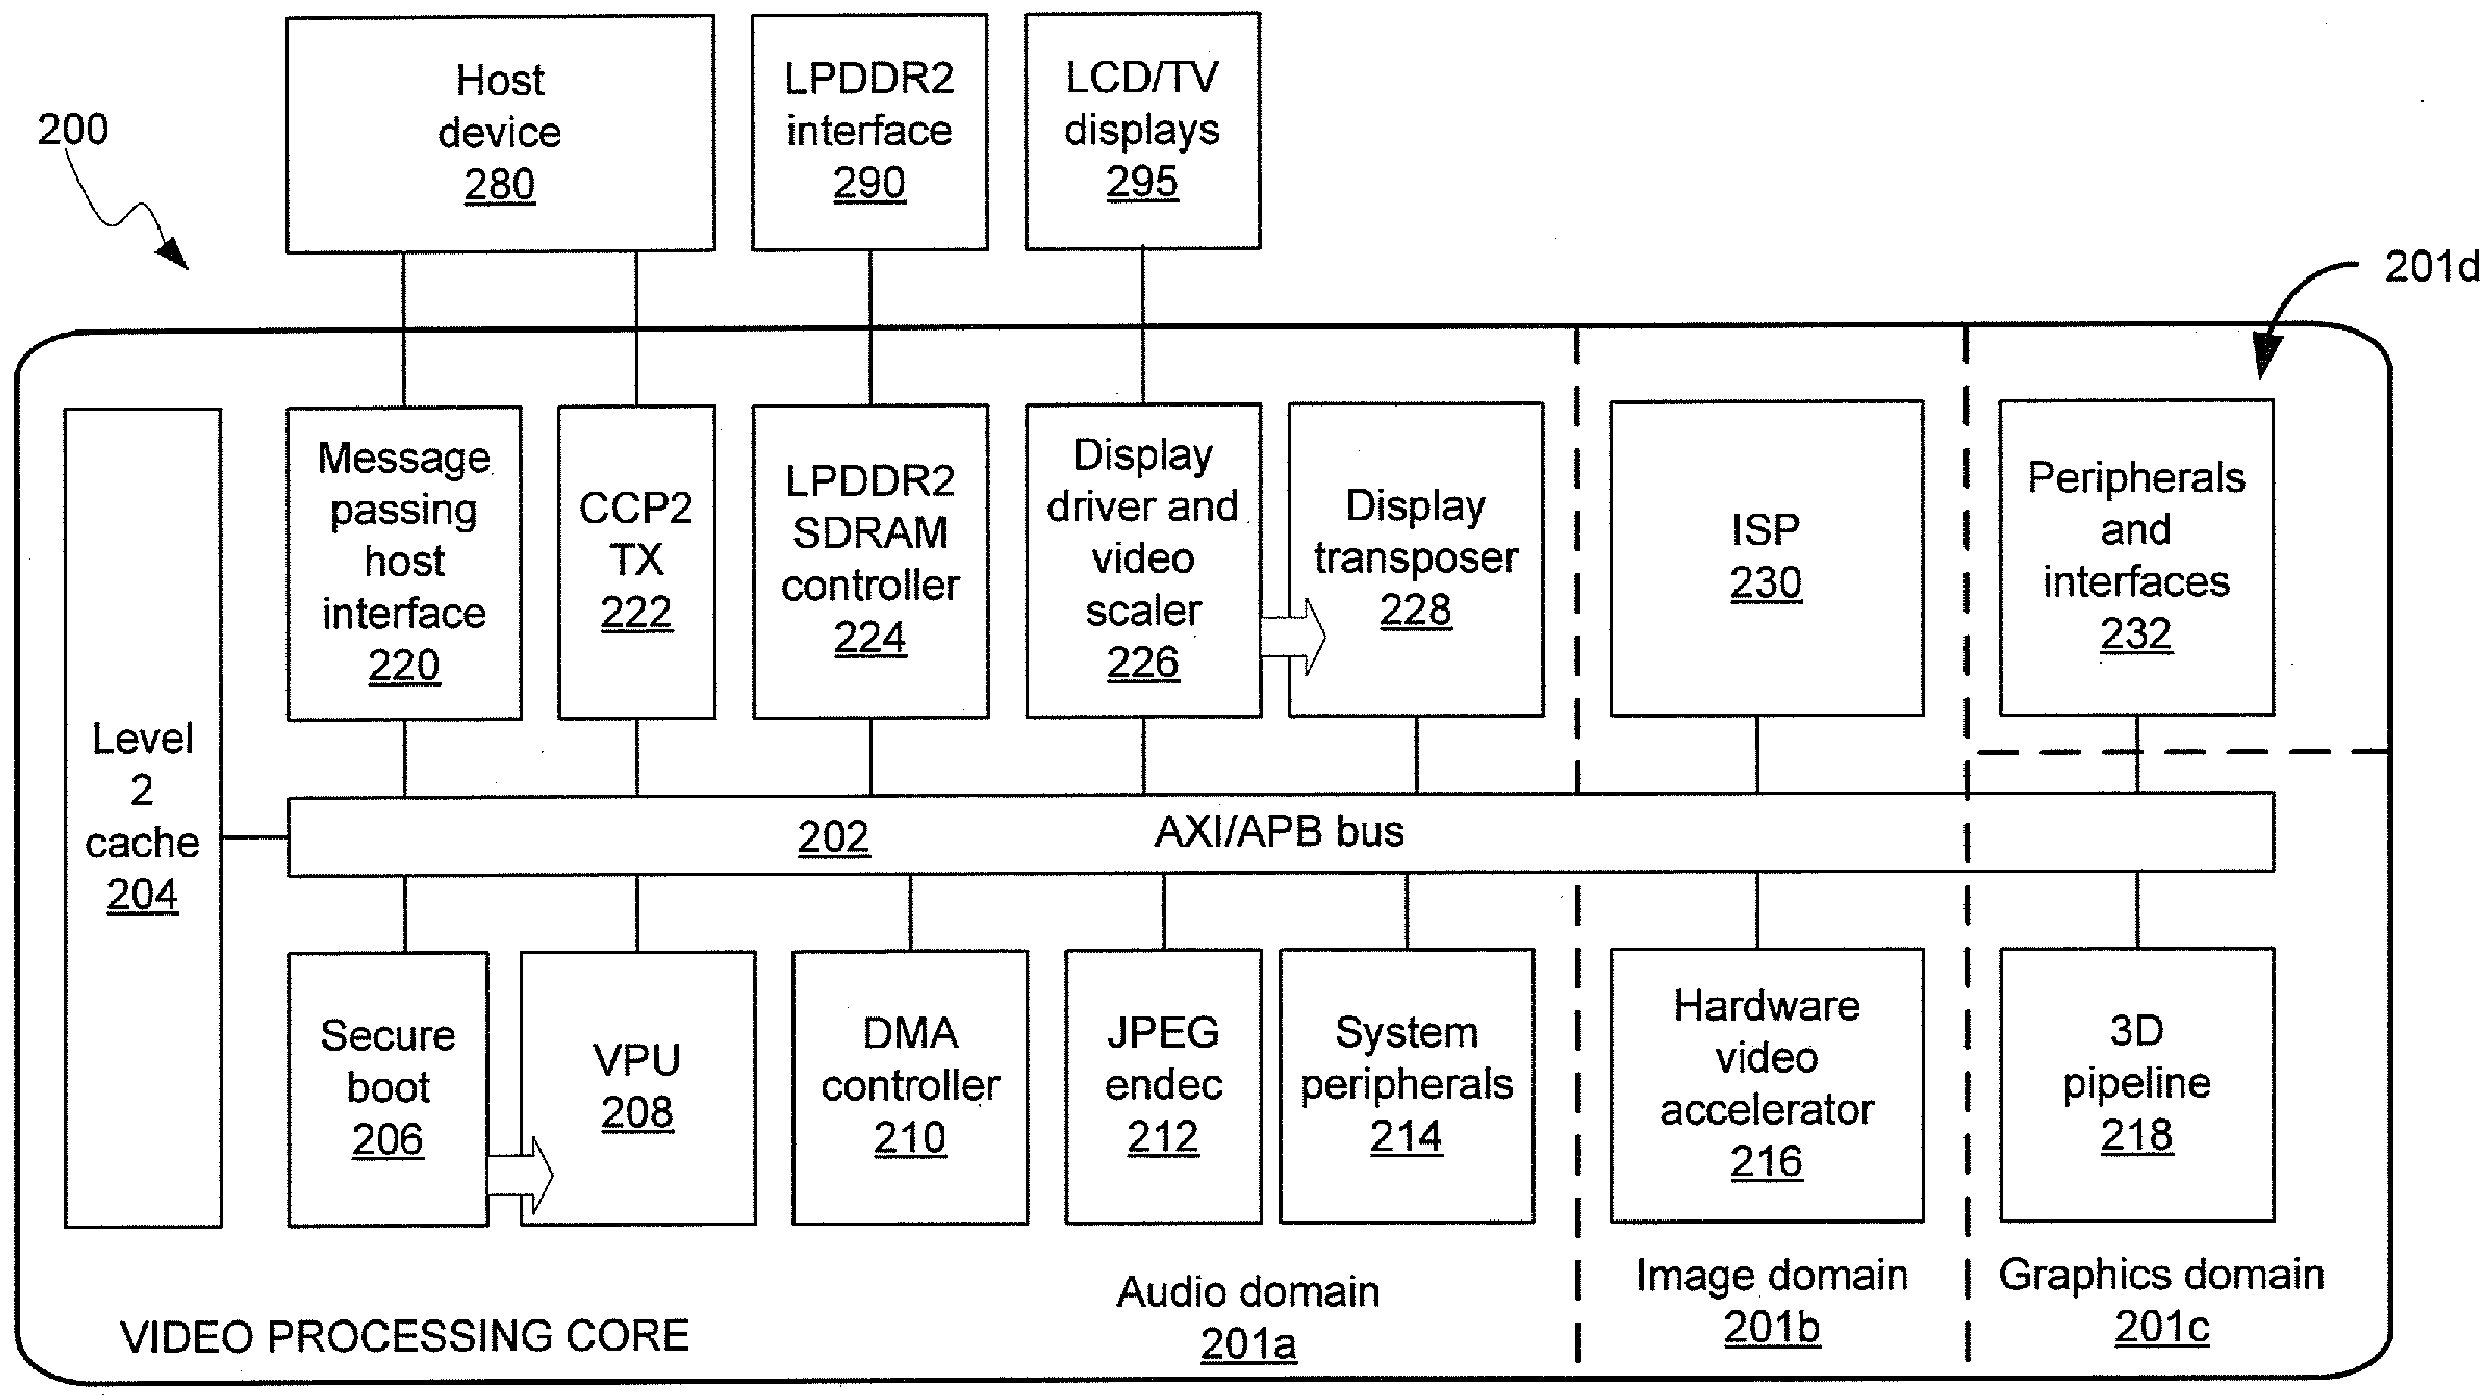 200
Host
device
280
LPDDR2
interface
290
LCD/TV
displays
295
201d
Level
2
cache
204
Message
passing
host
interface
220
CCP2
TX
222
LPDDR2
SDRAM
controller
224
Display
driver and
video
scaler
226
Display
transposer
228
ISP
230
Peripherals
and
interfaces
232
202
AXI/APB bus
Secure
boot
206
VPU
208
DMA
controller
210
JPEG
endec
212
System
peripherals
214
Hardware
video
accelerator
216
3D
pipeline
218
VIDEO PROCESSING CORE
Audio domain
201a
Image domain
201b
Graphics domain
201c